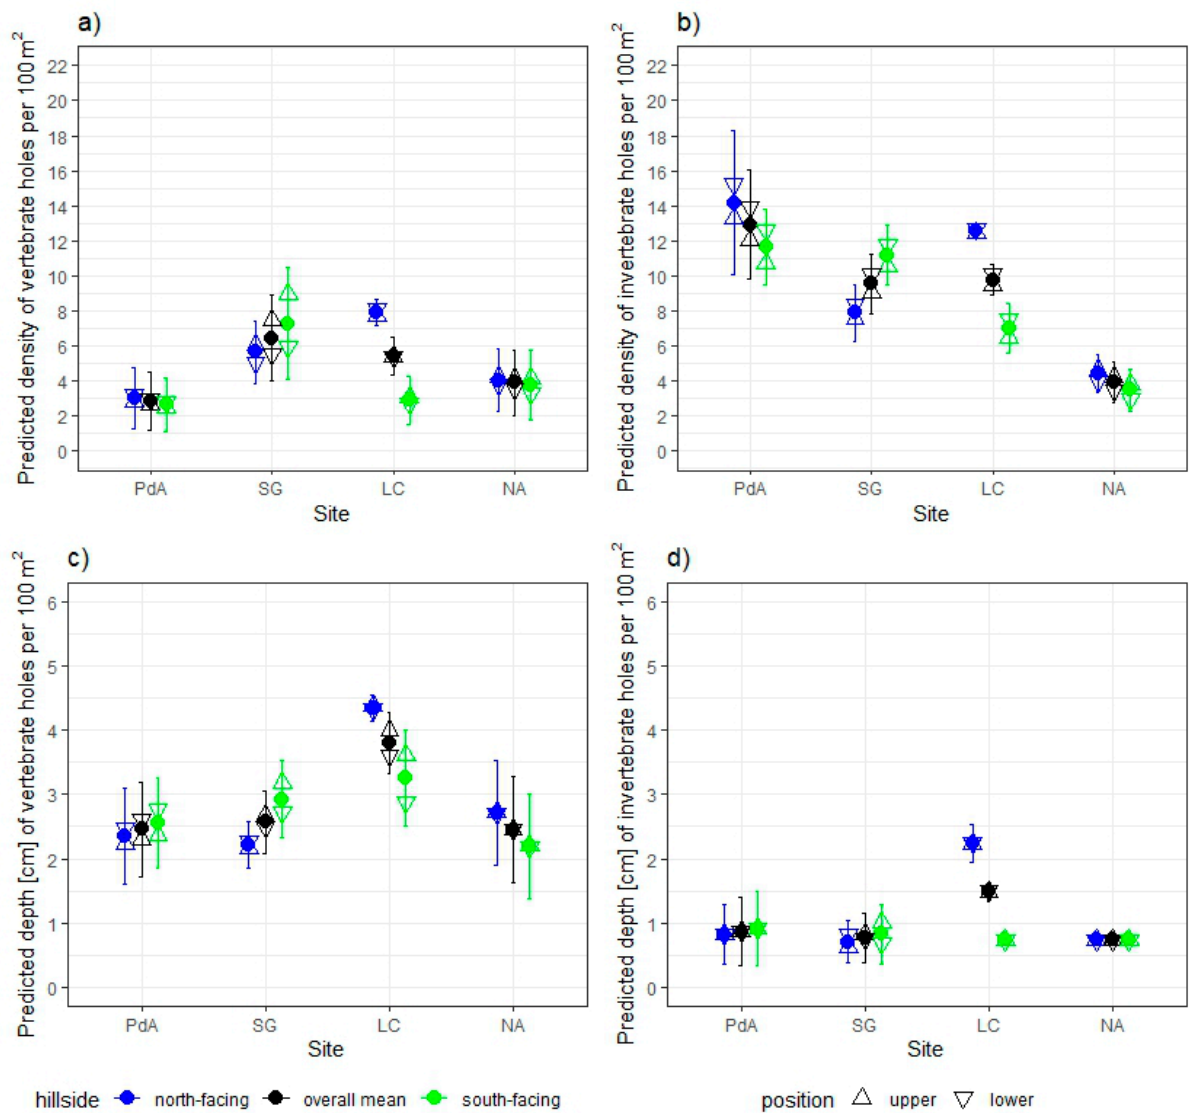 a)
Predicted density of vertebrate holes per 100 m²
22
20
18
16
14
12
10
8
6
4
2
0
PdA SG LC NA
Site
b)
Predicted density of invertebrate holes per 100 m²
22
20
18
16
14
12
10
8
6
4
2
0
PdA SG LC NA
Site
c)
Predicted depth [cm] of vertebrate holes per 100 m²
6
5
4
3
2
1
0
PdA SG LC NA
Site
d)
Predicted depth [cm] of invertebrate holes per 100 m²
6
5
4
3
2
1
0
PdA SG LC NA
Site
hillside north-facing overall mean south-facing position upper lower